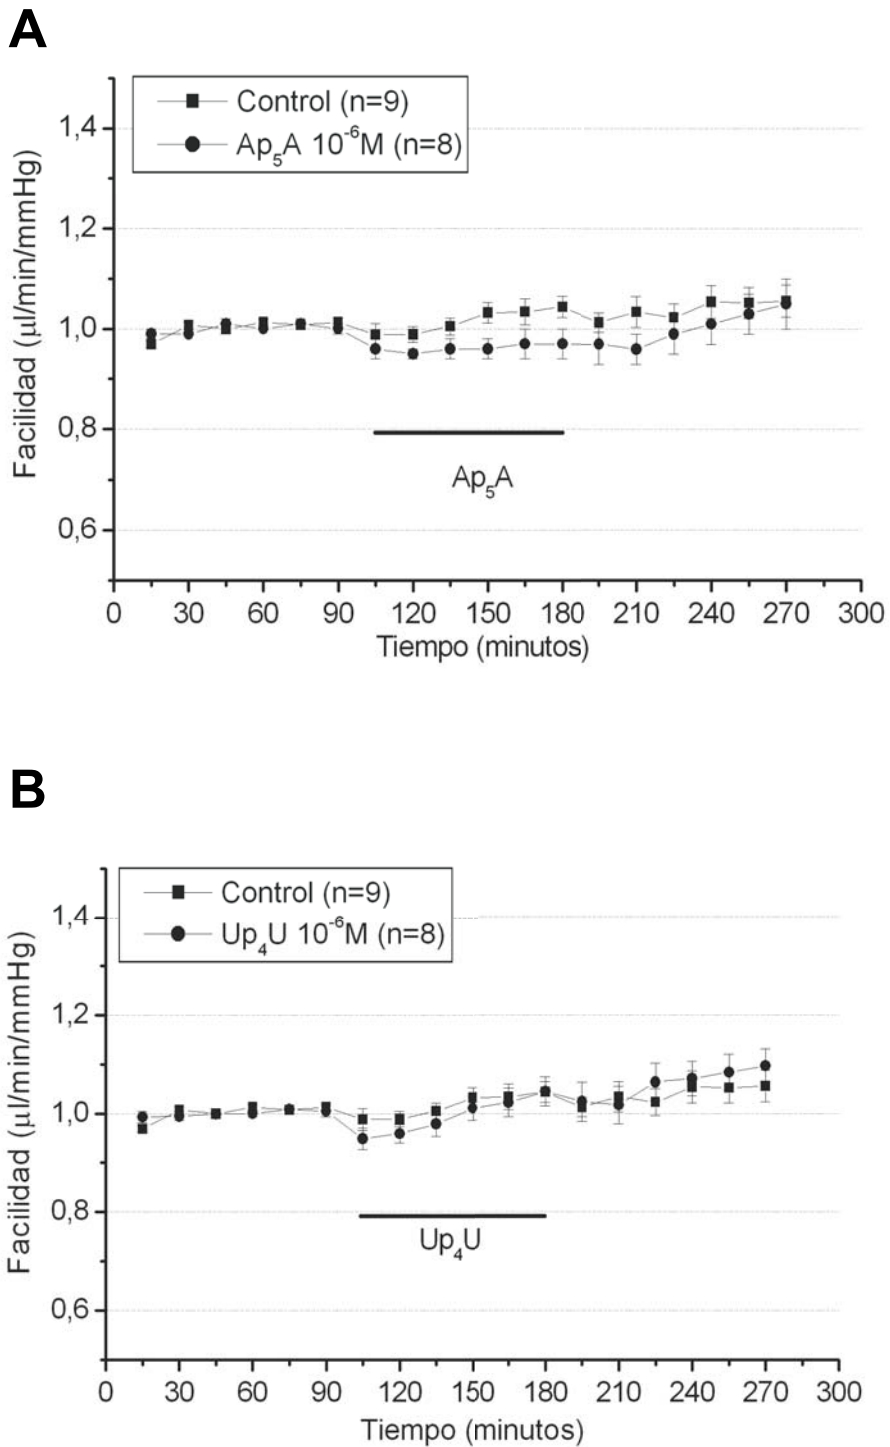 A
Control (n=9)
Ap5A 10-6M (n=8)
Facilidad (µl/min/mmHg)
1,4
1,2
1,0
0,8
0,6
Ap5A
0 30 60 90 120 150 180 210 240 270 300
Tiempo (minutos)
B
Control (n=9)
Up4U 10-6M (n=8)
Facilidad (µl/min/mmHg)
1,4
1,2
1,0
0,8
0,6
Up4U
0 30 60 90 120 150 180 210 240 270 300
Tiempo (minutos)